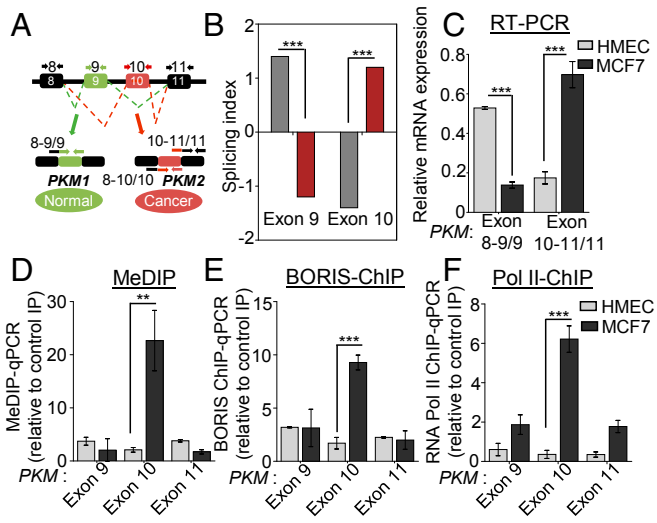 A
8 9 10 11
8 9 10 11
8-9/9
10-11/11
8-10/10
PKM1
PKM2
Normal
Cancer
B
Splicing index
2
1
0
-1
-2
***
***
Exon 9
Exon 10
C
RT-PCR
HMEC
MCF7
Relative mRNA expression
0.8
0.6
0.4
0.2
0
***
***
PKM:
Exon
8-9/9
Exon
10-11/11
D
MeDIP
MeDIP-qPCR
(relative to control IP)
30
20
10
0
**
PKM :
Exon 9
Exon 10
Exon 11
E
BORIS-ChIP
BORIS ChIP-qPCR
(relative to control IP)
15
10
5
0
***
PKM :
Exon 9
Exon 10
Exon 11
F
Pol II-ChIP
HMEC
MCF7
RNA Pol II ChIP-qPCR
(relative to control IP)
8
6
4
2
0
***
PKM :
Exon 9
Exon 10
Exon 11